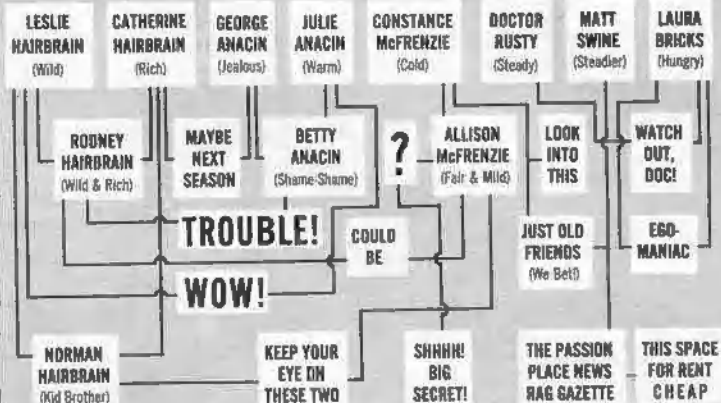 LESLIE
HAIRBRAIN
(Wild)
CATHERINE
HAIRBRAIN
(Rich)
GEORGE
ANACIN
(Jealous)
JULIE
ANACIN
(Warm)
CONSTANCE
McFRENZIE
(Cold)
DOCTOR
RUSTY
(Steady)
MATT
SWINE
(Steadier)
LAURA
BRICKS
(Hungry)
RODNEY
HAIRBRAIN
(Wild & Rich)
MAYBE
NEXT
SEASON
BETTY
ANACIN
(Shame-Shame)
?
ALLISON
McFRENZIE
(Fair & Mild)
LOOK
INTO
THIS
WATCH
OUT,
DOC!
TROUBLE!
COULD
BE
JUST OLD
FRIENDS
(We Bet!)
EGO-
MANIAC
WOW!
NORMAN
HAIRBRAIN
(Kid Brother)
KEEP YOUR
EYE ON
THESE TWO
SHHHH!
BIG
SECRET!
THE PASSION
PLACE NEWS
RAG GAZETTE
THIS SPACE
FOR RENT
CHEAP